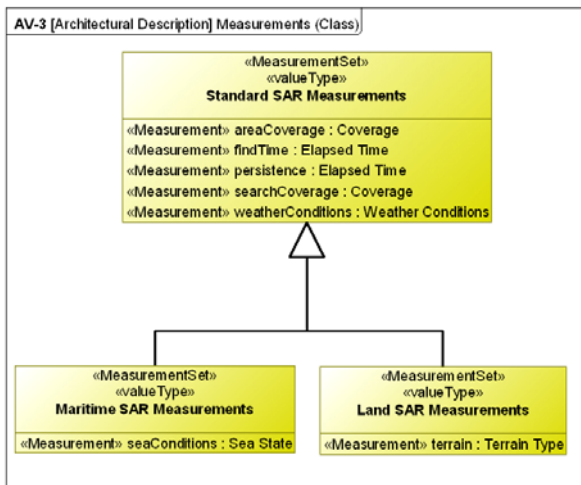 AV-3 [Architectural Description] Measurements (Class)
«MeasurementSet»
«valueType»
Standard SAR Measurements
«Measurement» areaCoverage : Coverage
«Measurement» findTime : Elapsed Time
«Measurement» persistence : Elapsed Time
«Measurement» searchCoverage : Coverage
«Measurement» weatherConditions : Weather Conditions
«MeasurementSet»
«valueType»
Maritime SAR Measurements
«Measurement» seaConditions : Sea State
«MeasurementSet»
«valueType»
Land SAR Measurements
«Measurement» terrain : Terrain Type